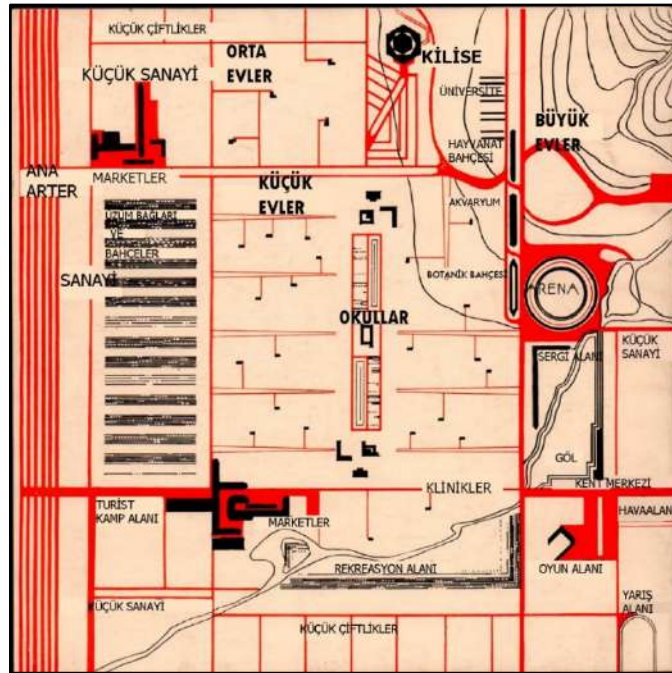 KÜÇÜK ÇİFTLİKLER
ORTA
EVLER
KİLİSE
KÜÇÜK SANAYİ
ÜNİVERSİTE
BÜYÜK
EVLER
HAYVANAT
BAHÇESİ
ANA
ARTER
MARKETLER
KÜÇÜK
EVLER
AKVARYUM
ÜZÜM BAĞLARI
VE
BAHÇELER
SANAYİ
BOTANİK BAHÇESİ
ARENA
OKULLAR
SERGİ ALANI
KÜÇÜK
SANAYİ
GÖL
KLİNİKLER
KENT MERKEZİ
TURİST
KAMP ALANI
MARKETLER
HAVAALAN
REKREASYON ALANI
OYUN ALANI
KÜÇÜK SANAYİ
YARIŞ
ALANI
KÜÇÜK ÇİFTLİKLER